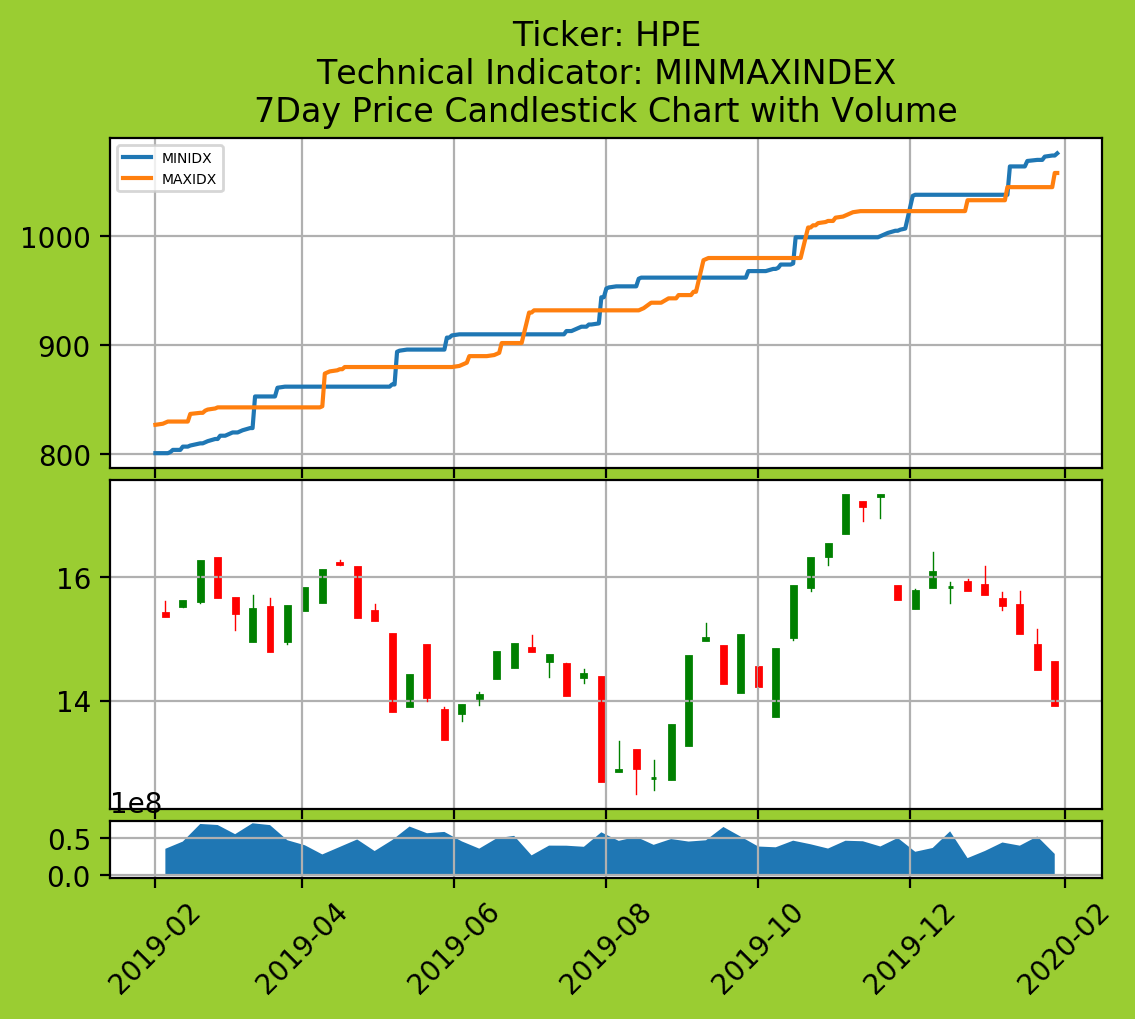 Ticker: HPE
Technical Indicator: MINMAXINDEX
7Day Price Candlestick Chart with Volume
MINIDX
MAXIDX
1000
900
800
16
14
1e8
0.5
0.0
2019-02
2019-04
2019-06
2019-08
2019-10
2019-12
2020-02